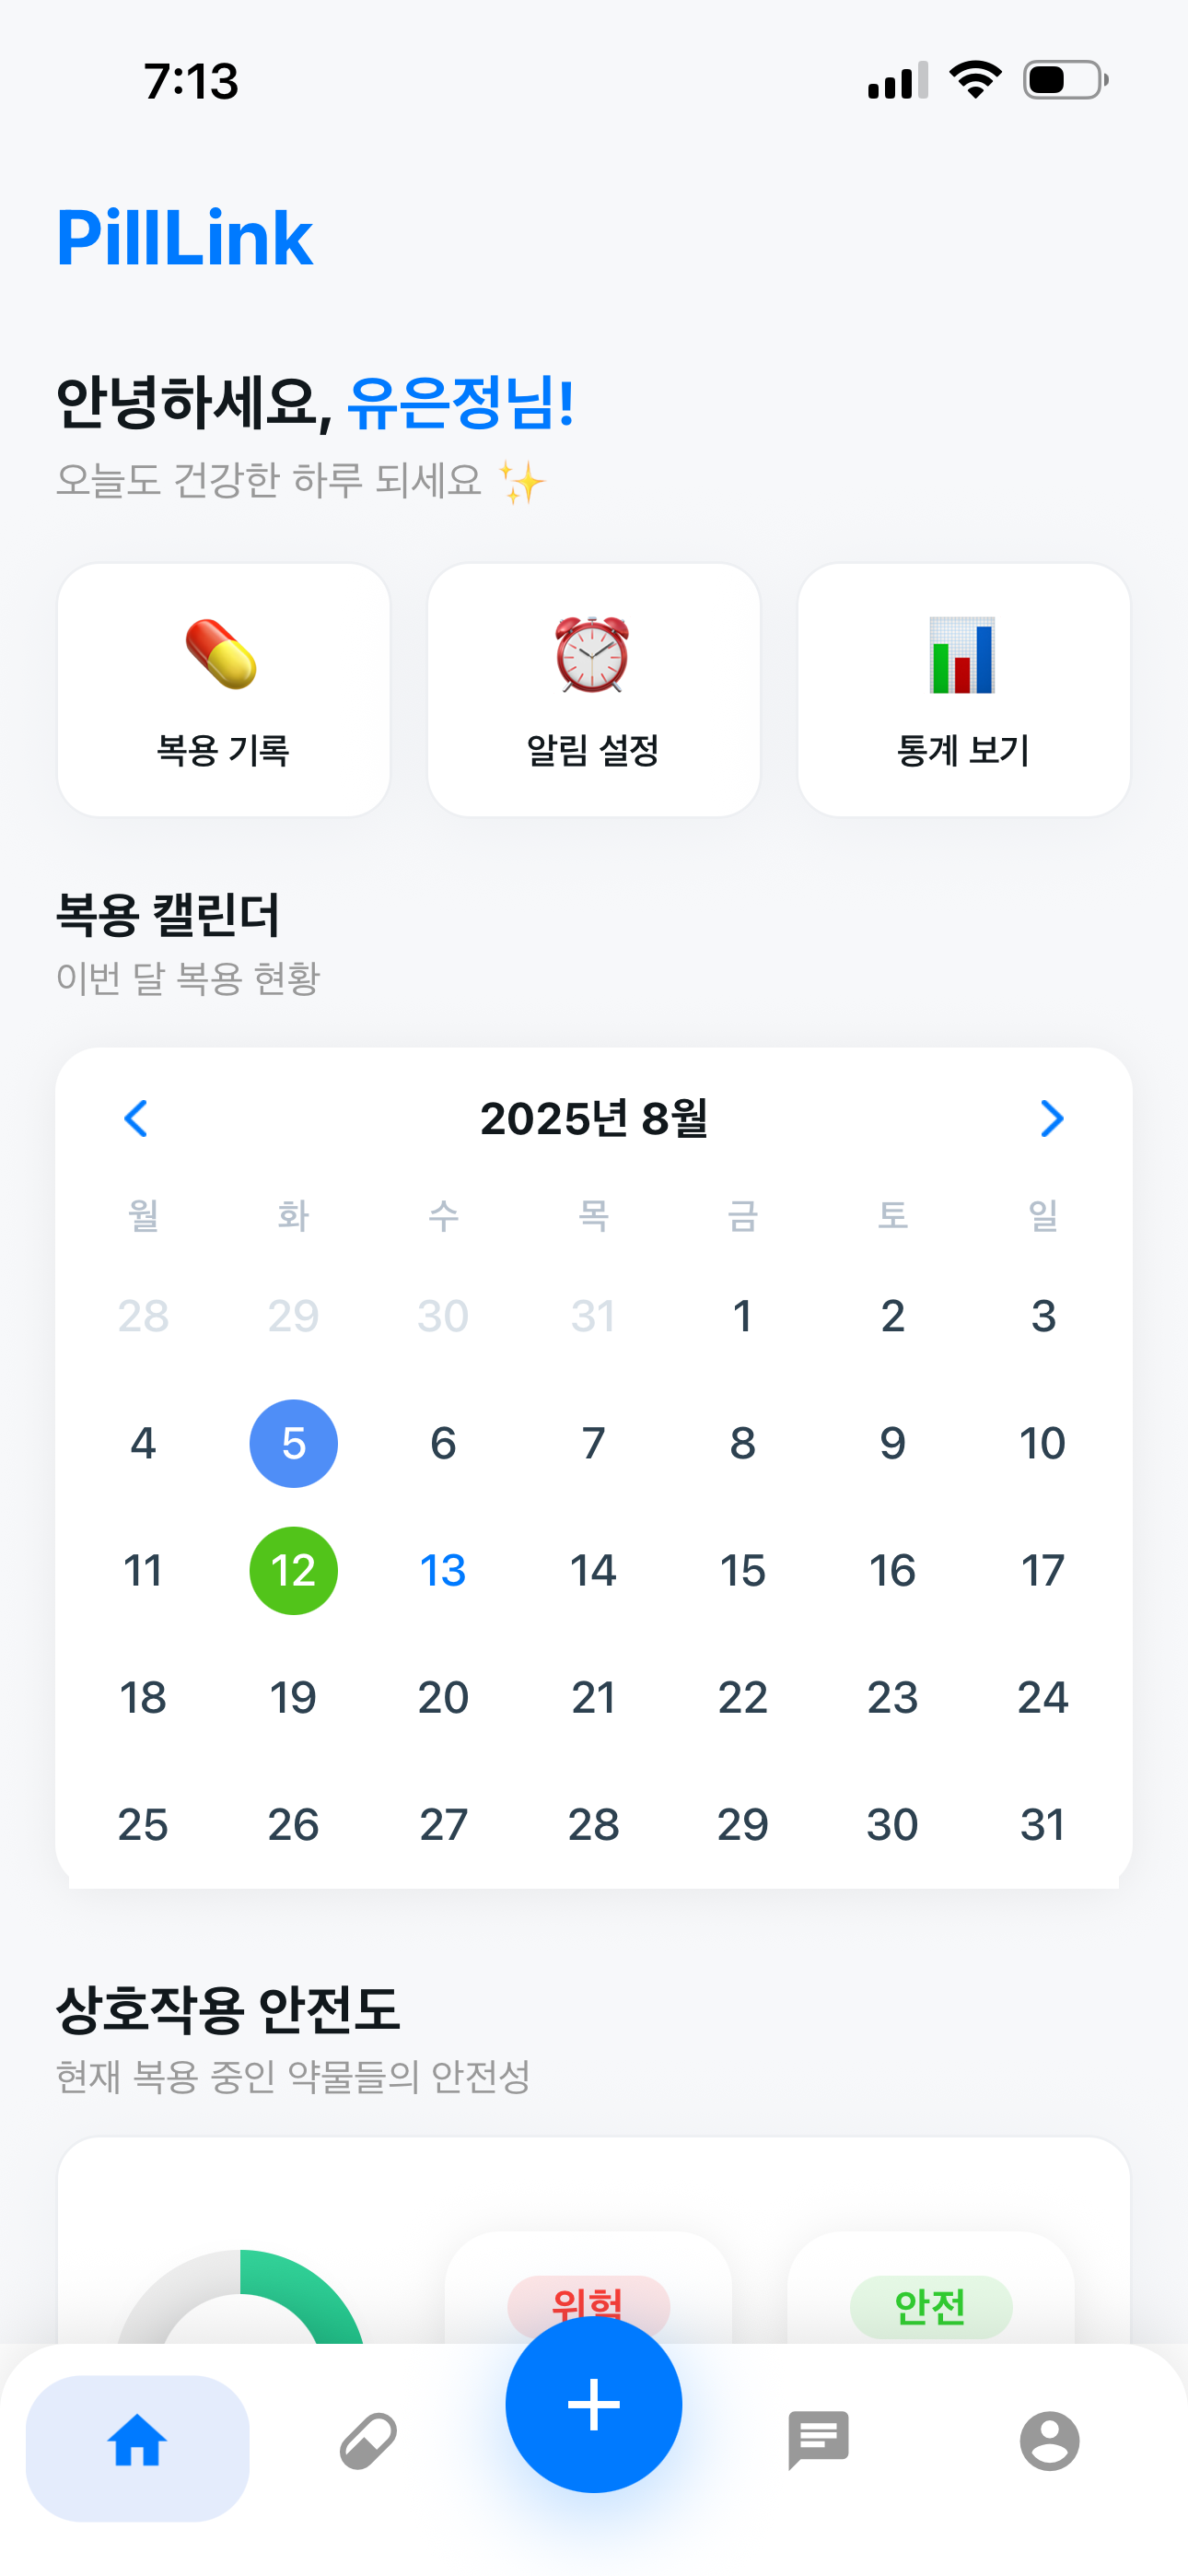 7:13
PillLink
안녕하세요, 유은정님!
오늘도 건강한 하루 되세요 ✨
복용 기록 알림 설정 통계 보기
복용 캘린더
이번 달 복용 현황
2025년 8월
월 화 수 목 금 토 일
28 29 30 31 1 2 3
4 5 6 7 8 9 10
11 12 13 14 15 16 17
18 19 20 21 22 23 24
25 26 27 28 29 30 31
상호작용 안전도
현재 복용 중인 약물들의 안전성
위험 안전